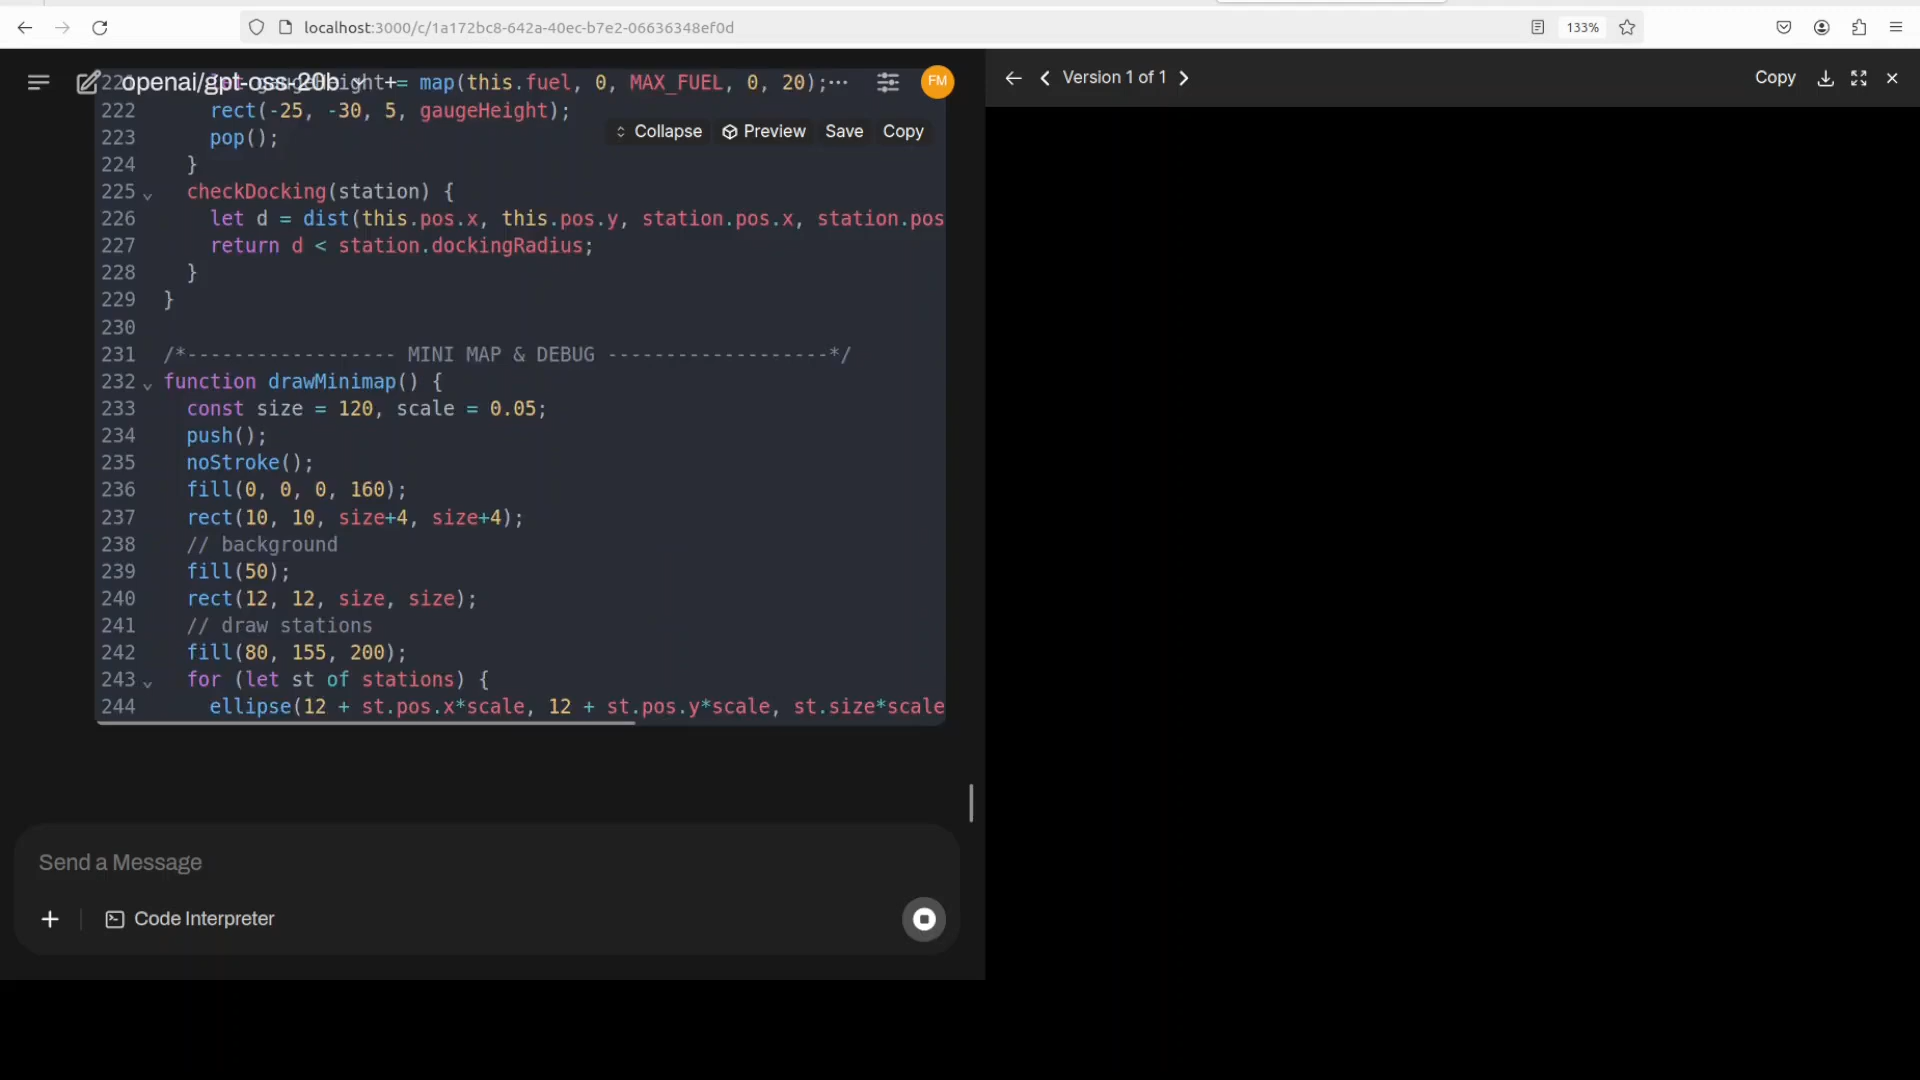 localhost:3000/c/1a172bc8-642a-40ec-b7e2-06636348ef0d
133%
openai/gpt-oss-20b
FM
Version 1 of 1
Copy
221 gaugeHeight += map(this.fuel, 0, MAX_FUEL, 0, 20);
222 rect(-25, -30, 5, gaugeHeight);
Collapse Preview Save Copy
223 pop();
224 }
225 checkDocking(station) {
226 let d = dist(this.pos.x, this.pos.y, station.pos.x, station.pos
227 return d < station.dockingRadius;
228 }
229 }
230
231 /*------------------ MINI MAP & DEBUG -------------------*/
232 function drawMinimap() {
233 const size = 120, scale = 0.05;
234 push();
235 noStroke();
236 fill(0, 0, 0, 160);
237 rect(10, 10, size+4, size+4);
238 // background
239 fill(50);
240 rect(12, 12, size, size);
241 // draw stations
242 fill(80, 155, 200);
243 for (let st of stations) {
244 ellipse(12 + st.pos.x*scale, 12 + st.pos.y*scale, st.size*scale
Send a Message
Code Interpreter